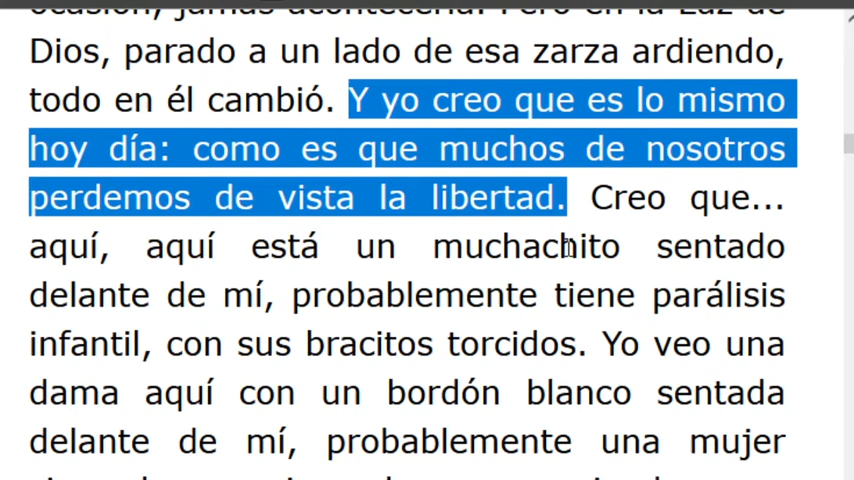 Dios, parado a un lado de esa zarza ardiendo,
todo en él cambió. Y yo creo que es lo mismo
hoy día: como es que muchos de nosotros
perdemos de vista la libertad. Creo que...
aquí, aquí está un muchachito sentado
delante de mí, probablemente tiene parálisis
infantil, con sus bracitos torcidos. Yo veo una
dama aquí con un bordón blanco sentada
delante de mí, probablemente una mujer